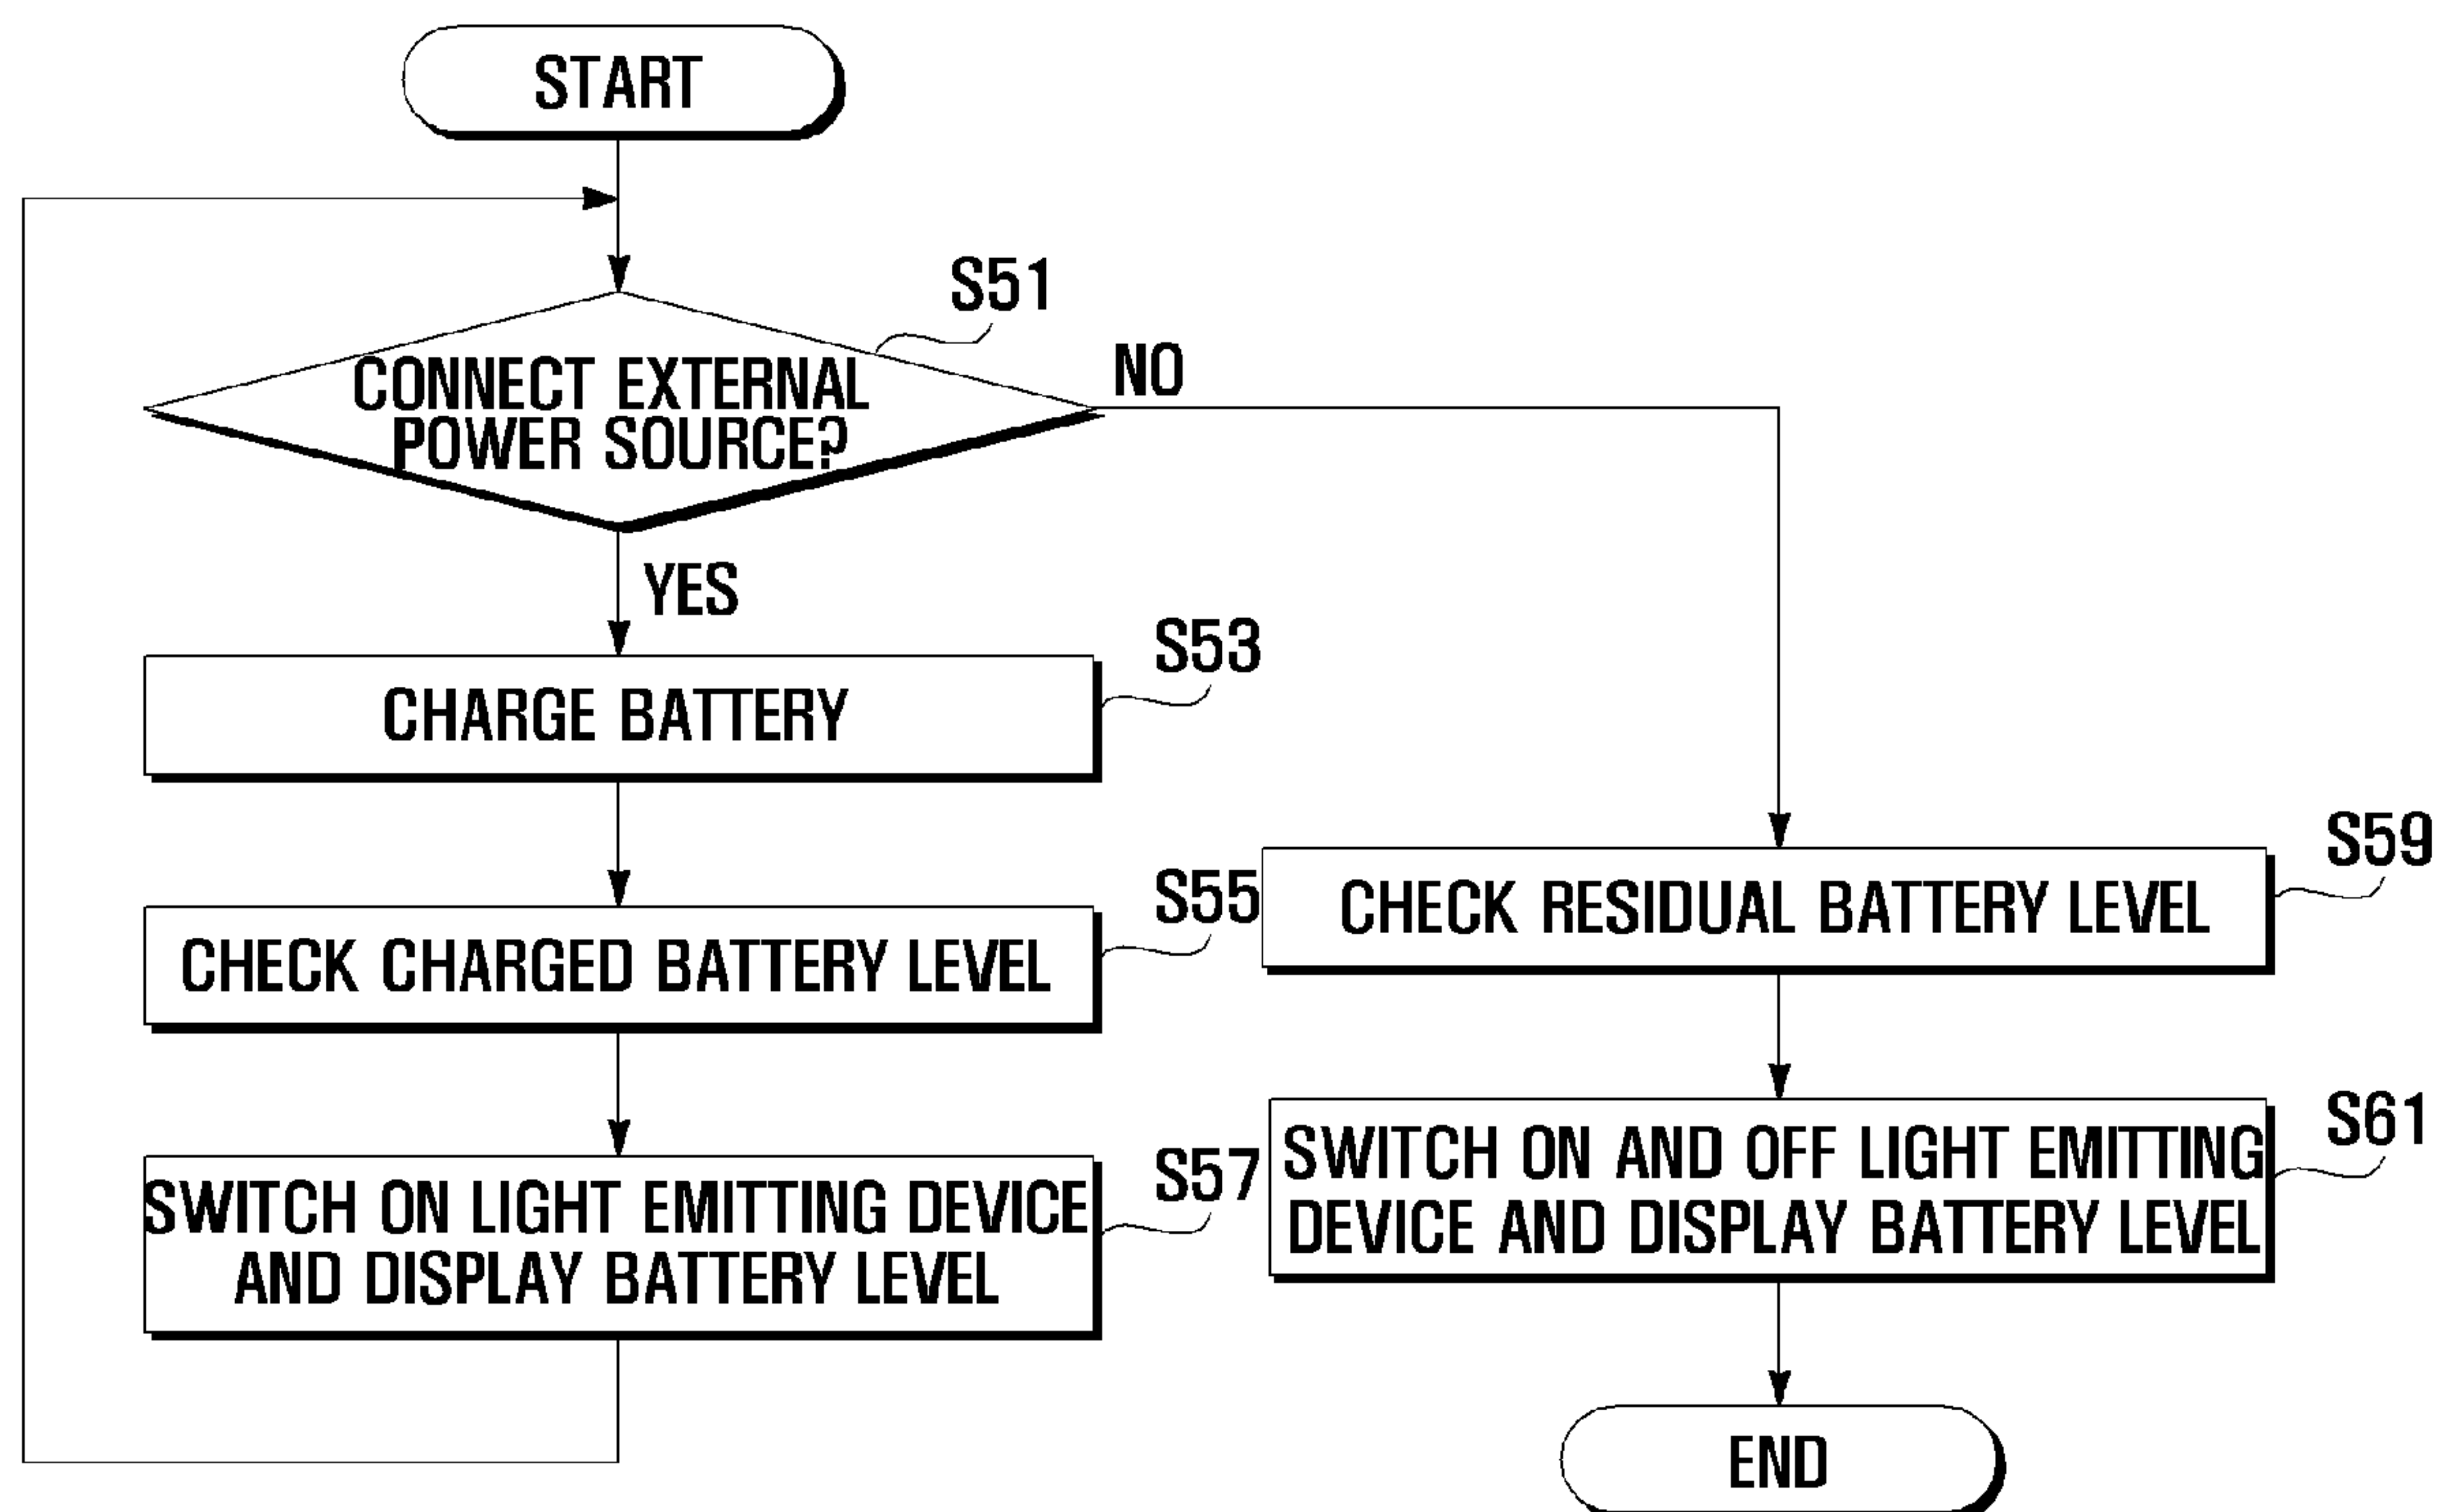 START
S51
CONNECT EXTERNAL
POWER SOURCE?
NO
YES
S53
CHARGE BATTERY
S55
CHECK CHARGED BATTERY LEVEL
S57
SWITCH ON LIGHT EMITTING DEVICE
AND DISPLAY BATTERY LEVEL
S59
CHECK RESIDUAL BATTERY LEVEL
S61
SWITCH ON AND OFF LIGHT EMITTING
DEVICE AND DISPLAY BATTERY LEVEL
END